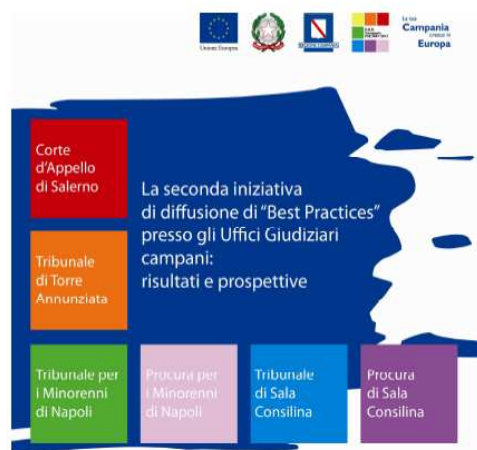 Unione Europea
REGIONE CAMPANIA
La tua
Campania
cresce in
Europa
Corte
d'Appello
di Salerno
La seconda iniziativa
di diffusione di "Best Practices"
presso gli Uffici Giudiziari
campani:
risultati e prospettive
Tribunale
di Torre
Annunziata
Tribunale per
i Minorenni
di Napoli
Procura per
i Minorenni
di Napoli
Tribunale
di Sala
Consilina
Procura
di Sala
Consilina